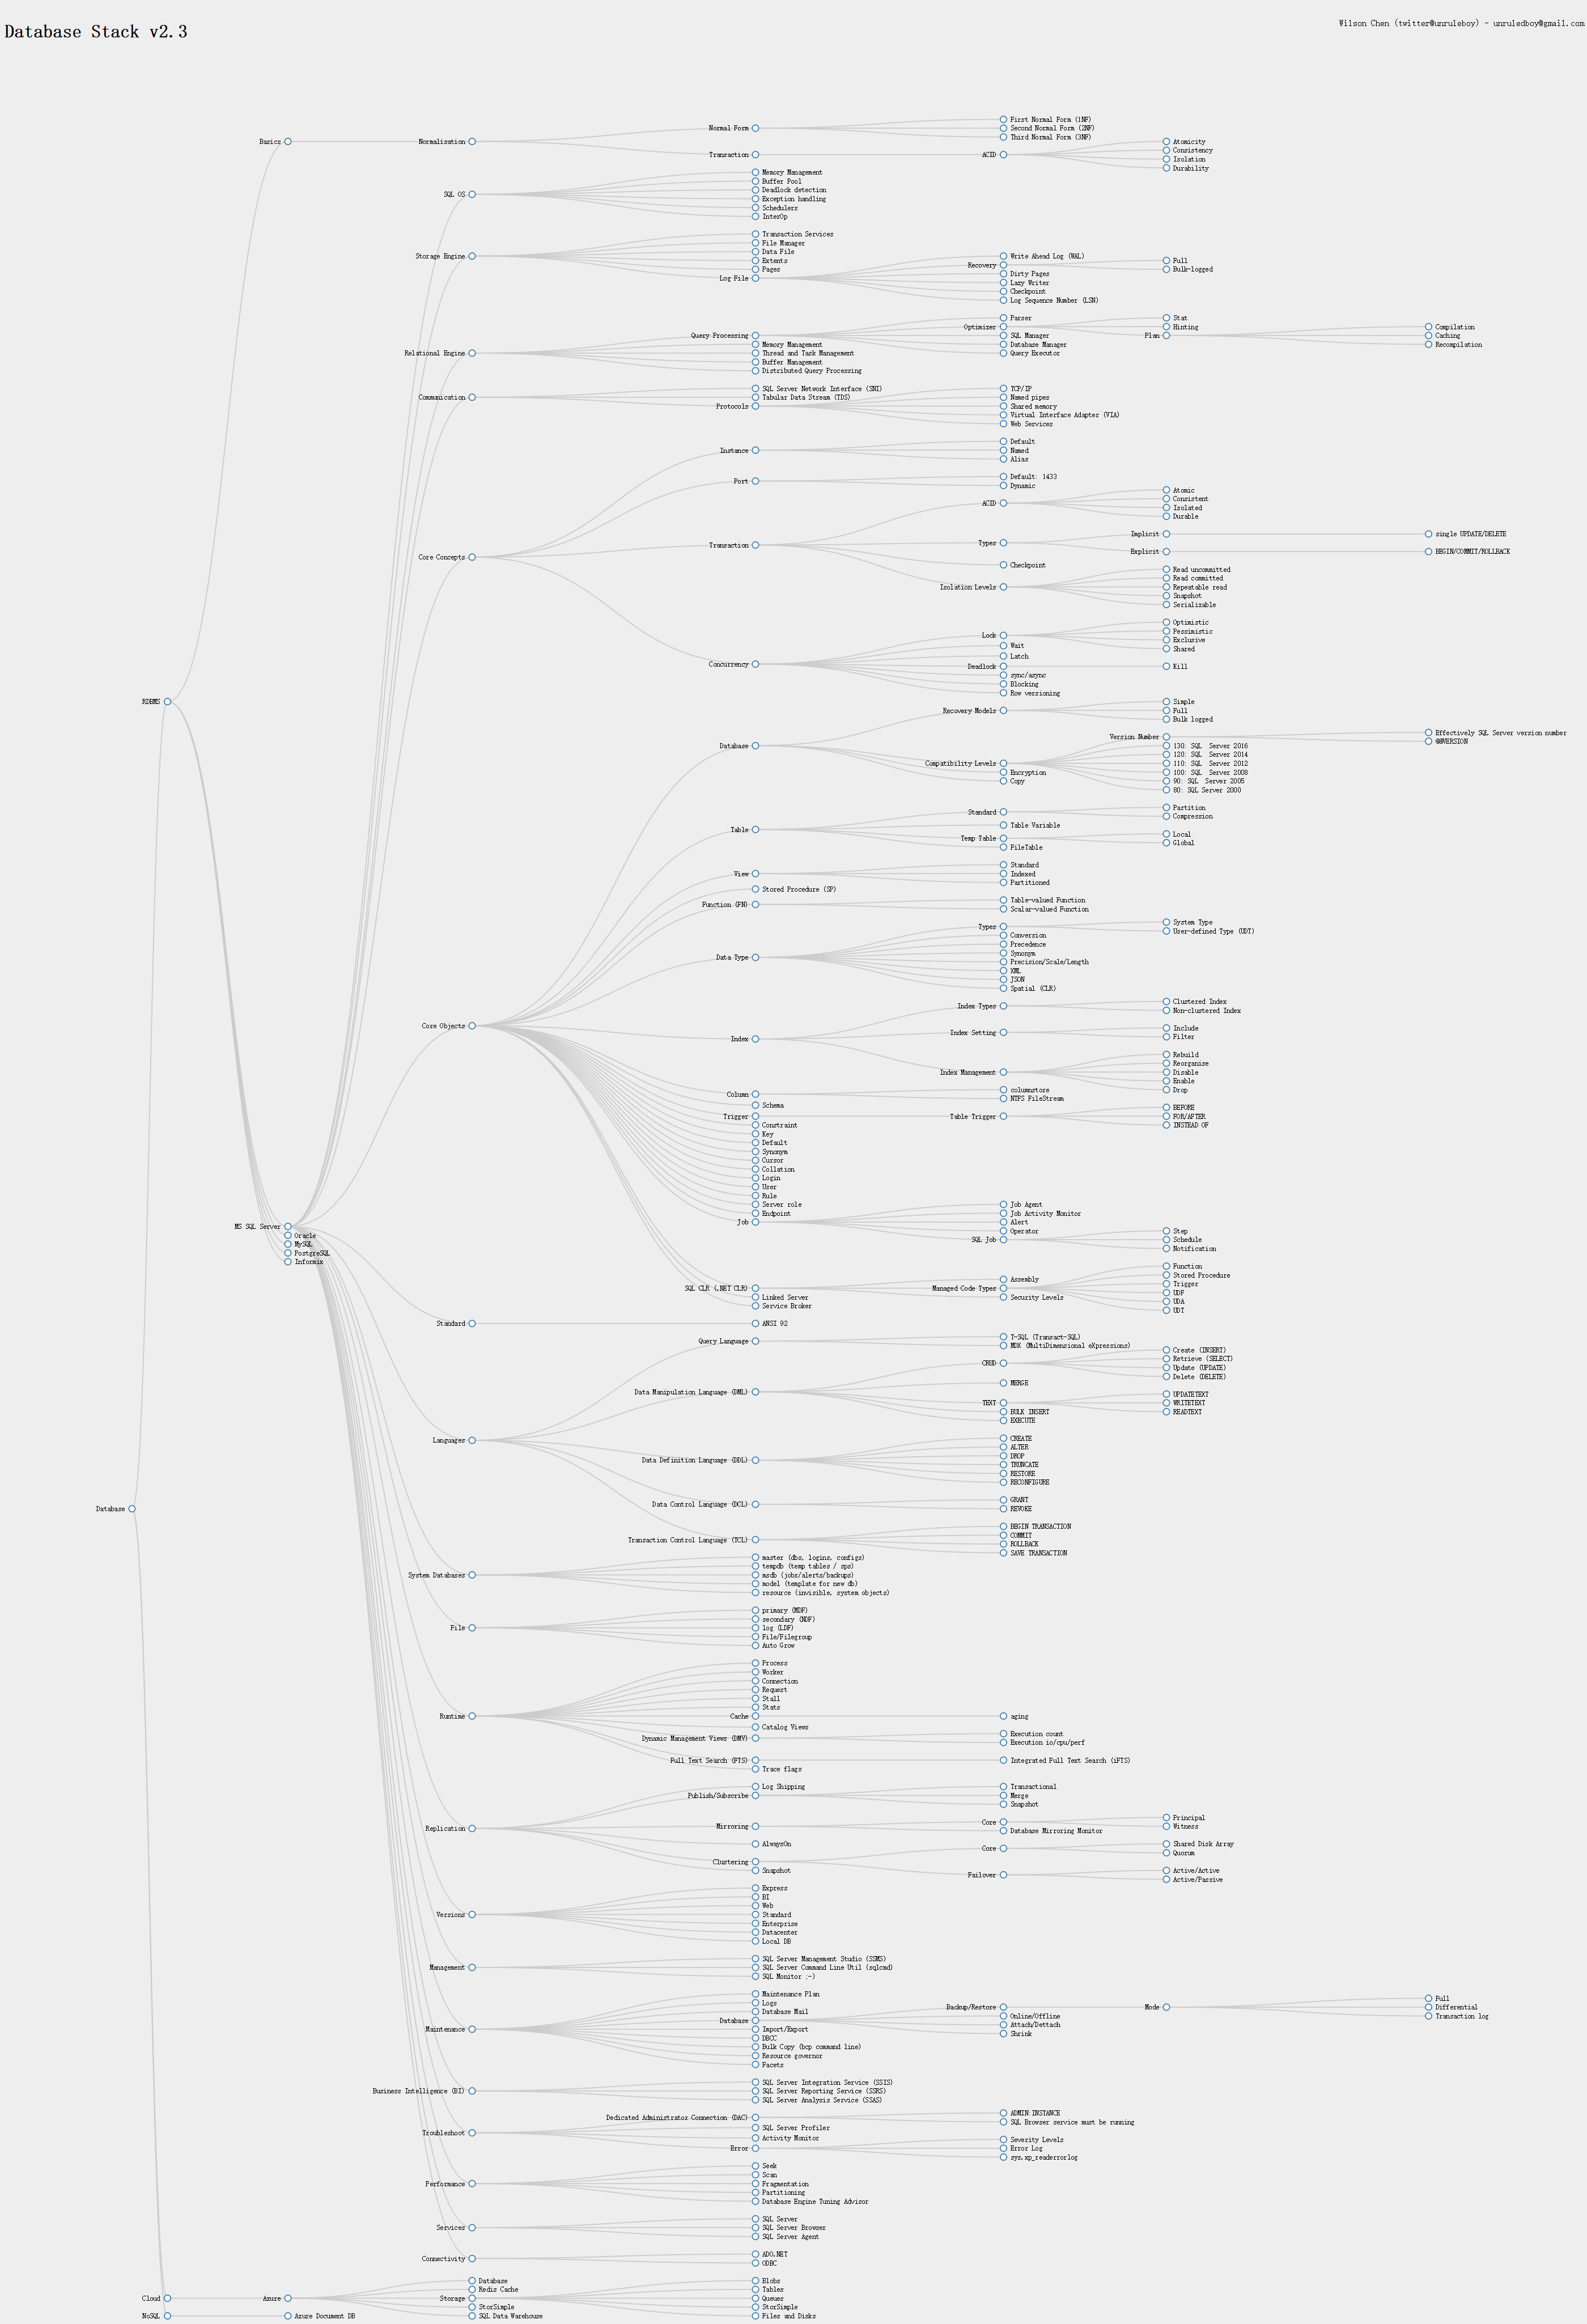 Database Stack v2.3
Wilson Chen (twitter@unruleboy) - unruledboy@gmail.com
Database
RDBMS
Basics
Normalisation
Normal Form
First Normal Form (1NF)
Second Normal Form (2NF)
Third Normal Form (3NF)
Transaction
ACID
Atomicity
Consistency
Isolation
Durability
MS SQL Server
SQL OS
Memory Management
Buffer Pool
Deadlock detection
Exception handling
Schedulers
InterOp
Storage Engine
Transaction Services
File Manager
Data File
Extents
Pages
Log File
Write Ahead Log (WAL)
Recovery
Full
Bulk-logged
Dirty Pages
Lazy Writer
Checkpoint
Log Sequence Number (LSN)
Relational Engine
Query Processing
Parser
Optimizer
Stat
Hinting
Plan
Compilation
Caching
Recompilation
SQL Manager
Database Manager
Query Executor
Memory Management
Thread and Task Management
Buffer Management
Distributed Query Processing
Communication
SQL Server Network Interface (SNI)
Tabular Data Stream (TDS)
Protocols
TCP/IP
Named pipes
Shared memory
Virtual Interface Adapter (VIA)
Web Services
Core Concepts
Instance
Default
Named
Alias
Port
Default: 1433
Dynamic
Transaction
ACID
Atomic
Consistent
Isolated
Durable
Types
Implicit
single UPDATE/DELETE
Explicit
BEGIN/COMMIT/ROLLBACK
Checkpoint
Isolation Levels
Read uncommitted
Read committed
Repeatable read
Snapshot
Serializable
Concurrency
Lock
Optimistic
Pessimistic
Exclusive
Shared
Wait
Latch
Deadlock
Kill
sync/async
Blocking
Row versioning
Core Objects
Database
Recovery Models
Simple
Full
Bulk logged
Compatibility Levels
Version Number
Effectively SQL Server version number
@@VERSION
130: SQL  Server 2016
120: SQL  Server 2014
110: SQL  Server 2012
100: SQL  Server 2008
90: SQL  Server 2005
80: SQL Server 2000
Encryption
Copy
Table
Standard
Partition
Compression
Table Variable
Temp Table
Local
Global
FileTable
View
Standard
Indexed
Partitioned
Stored Procedure (SP)
Function (FN)
Table-valued Function
Scalar-valued Function
Data Type
Types
System Type
User-defined Type (UDT)
Conversion
Precedence
Synonym
Precision/Scale/Length
XML
JSON
Spatial (CLR)
Index
Index Types
Clustered Index
Non-clustered Index
Index Setting
Include
Filter
Index Management
Rebuild
Reorganise
Disable
Enable
Drop
Column
columnstore
NTFS FileStream
Schema
Trigger
Table Trigger
BEFORE
FOR/AFTER
INSTEAD OF
Constraint
Key
Default
Synonym
Cursor
Collation
Login
User
Rule
Server role
Endpoint
Job
Job Agent
Job Activity Monitor
Alert
Operator
SQL Job
Step
Schedule
Notification
SQL CLR (.NET CLR)
Assembly
Managed Code Types
Function
Stored Procedure
Trigger
UDF
UDA
UDT
Security Levels
Linked Server
Service Broker
Standard
ANSI 92
Languages
Query Language
T-SQL (Transact-SQL)
MDX (MultiDimensional eXpressions)
Data Manipulation Language (DML)
CRUD
Create (INSERT)
Retrieve (SELECT)
Update (UPDATE)
Delete (DELETE)
MERGE
TEXT
UPDATETEXT
WRITETEXT
READTEXT
BULK INSERT
EXECUTE
Data Definition Language (DDL)
CREATE
ALTER
DROP
TRUNCATE
RESTORE
RECONFIGURE
Data Control Language (DCL)
GRANT
REVOKE
Transaction Control Language (TCL)
BEGIN TRANSACTION
COMMIT
ROLLBACK
SAVE TRANSACTION
System Databases
master (dbs, logins, configs)
tempdb (temp tables / sps)
msdb (jobs/alerts/backups)
model (template for new db)
resource (invisible, system objects)
File
primary (MDF)
secondary (NDF)
log (LDF)
File/Filegroup
Auto Grow
Runtime
Process
Worker
Connection
Request
Stall
Stats
Cache
aging
Catalog Views
Dynamic Management Views (DMV)
Execution count
Execution io/cpu/perf
Full Text Search (FTS)
Integrated Full Text Search (iFTS)
Trace flags
Replication
Log Shipping
Publish/Subscribe
Transactional
Merge
Snapshot
Mirroring
Core
Principal
Witness
Database Mirroring Monitor
AlwaysOn
Clustering
Core
Shared Disk Array
Quorum
Failover
Active/Active
Active/Passive
Snapshot
Versions
Express
BI
Web
Standard
Enterprise
Datacenter
Local DB
Management
SQL Server Management Studio (SSMS)
SQL Server Command Line Util (sqlcmd)
SQL Monitor :-)
Maintenance
Maintenance Plan
Logs
Database Mail
Database
Backup/Restore
Mode
Full
Differential
Transaction log
Online/Offline
Attach/Dettach
Shrink
Import/Export
DBCC
Bulk Copy (bcp command line)
Resource governor
Facets
Business Intelligence (BI)
SQL Server Integration Service (SSIS)
SQL Server Reporting Service (SSRS)
SQL Server Analysis Service (SSAS)
Troubleshoot
Dedicated Administrator Connection (DAC)
ADMIN:INSTANCE
SQL Browser service must be running
SQL Server Profiler
Activity Monitor
Error
Severity Levels
Error Log
sys.xp_readerrorlog
Performance
Seek
Scan
Fragmentation
Partitioning
Database Engine Tuning Advisor
Services
SQL Server
SQL Server Browser
SQL Server Agent
Connectivity
ADO.NET
ODBC
Oracle
MySQL
PostgreSQL
Informix
Cloud
Azure
Database
Redis Cache
Storage
Blobs
Tables
Queues
StorSimple
Files and Disks
StorSimple
SQL Data Warehouse
NoSQL
Azure Document DB